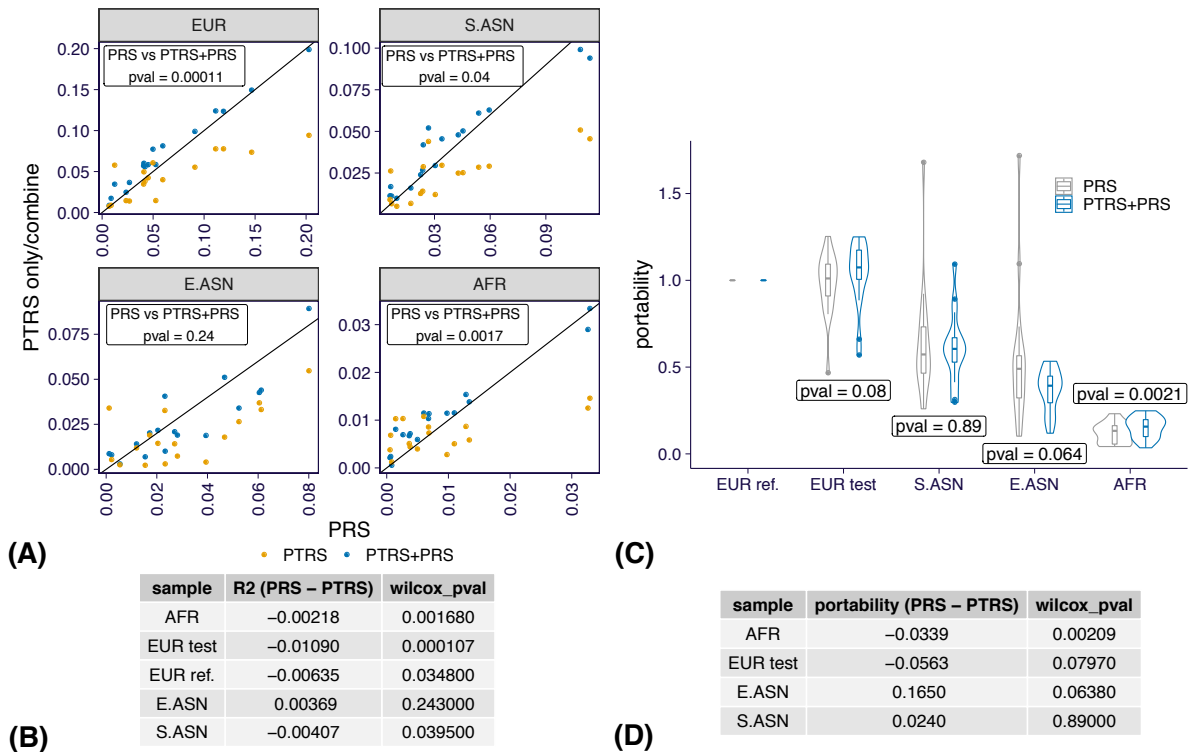 EUR
S.ASN
PRS vs PTRS+PRS
pval = 0.00011
PRS vs PTRS+PRS
pval = 0.04
0.20
0.15
0.10
0.05
0.00
0.100
0.075
0.050
0.025
0.00
0.05
0.10
0.15
0.20
0.03
0.06
0.09
E.ASN
AFR
PRS vs PTRS+PRS
pval = 0.24
PRS vs PTRS+PRS
pval = 0.0017
0.075
0.050
0.025
0.000
0.03
0.02
0.01
0.00
0.00
0.02
0.04
0.06
0.08
0.00
0.01
0.02
0.03
PTRS only/combine
PRS
PTRS
PTRS+PRS
(A)
portability
1.5
1.0
0.5
0.0
PRS
PTRS+PRS
pval = 0.08
pval = 0.89
pval = 0.064
pval = 0.0021
EUR ref.
EUR test
S.ASN
E.ASN
AFR
(C)
sample R2 (PRS − PTRS) wilcox_pval
AFR −0.00218 0.001680
EUR test −0.01090 0.000107
EUR ref. −0.00635 0.034800
E.ASN 0.00369 0.243000
S.ASN −0.00407 0.039500
(B)
sample portability (PRS − PTRS) wilcox_pval
AFR −0.0339 0.00209
EUR test −0.0563 0.07970
E.ASN 0.1650 0.06380
S.ASN 0.0240 0.89000
(D)